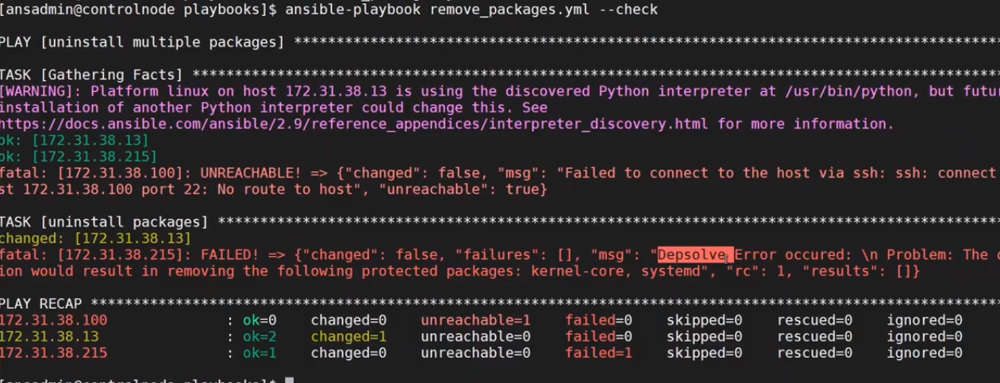 [ansadmin@controlnode playbooks]$ ansible-playbook remove_packages.yml --check
PLAY [uninstall multiple packages] ***********************************************************************************
TASK [Gathering Facts] ***********************************************************************************************
[WARNING]: Platform linux on host 172.31.38.13 is using the discovered Python interpreter at /usr/bin/python, but
installation of another Python interpreter could change this. See
https://docs.ansible.com/ansible/2.9/reference_appendices/interpreter_discovery.html for more information.
ok: [172.31.38.13]
ok: [172.31.38.215]
fatal: [172.31.38.100]: UNREACHABLE! => {"changed": false, "msg": "Failed to connect to the host via ssh: ssh: connect
st 172.31.38.100 port 22: No route to host", "unreachable": true}
TASK [uninstall packages] ********************************************************************************************
changed: [172.31.38.13]
fatal: [172.31.38.215]: FAILED! => {"changed": false, "failures": [], "msg": "Depsolve Error occured: \n Problem: The
ion would result in removing the following protected packages: kernel-core, systemd", "rc": 1, "results": []}
PLAY RECAP ***********************************************************************************************************
172.31.38.100 : ok=0 changed=0 unreachable=1 failed=0 skipped=0 rescued=0 ignored=0
172.31.38.13 : ok=2 changed=1 unreachable=0 failed=0 skipped=0 rescued=0 ignored=0
172.31.38.215 : ok=1 changed=0 unreachable=0 failed=1 skipped=0 rescued=0 ignored=0
[ansadmin@controlnode playbooks]$